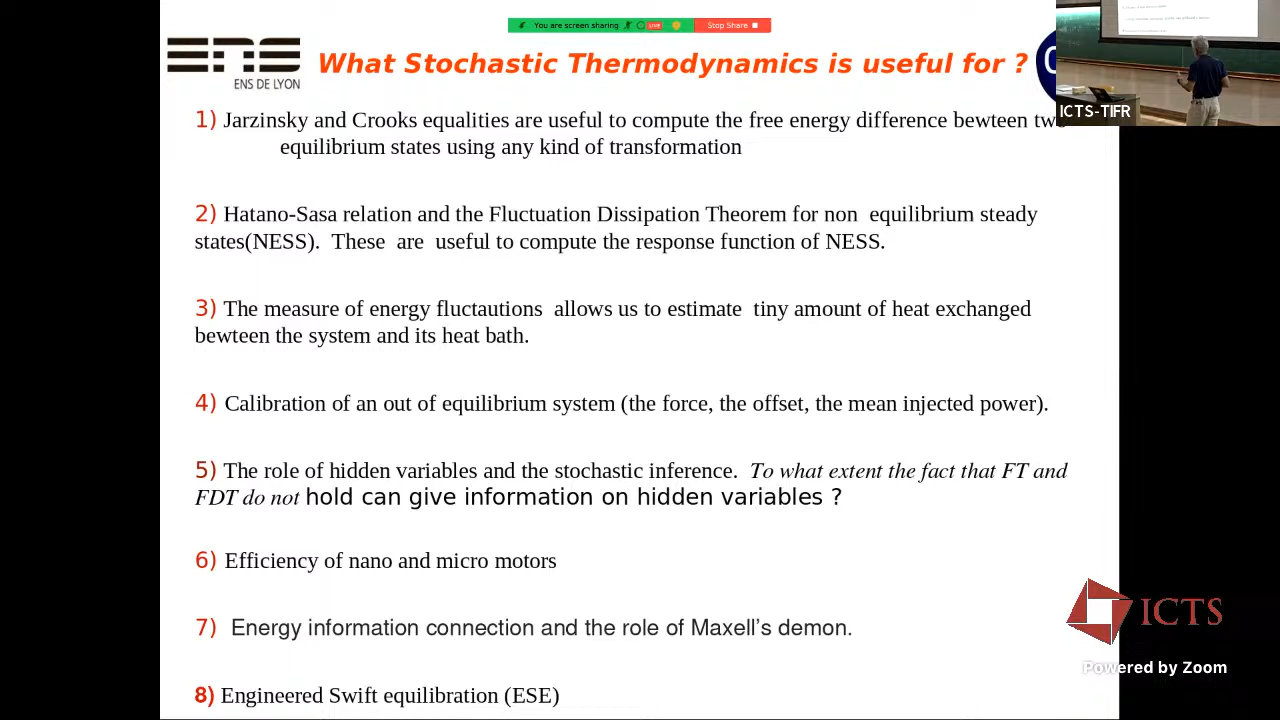 You are screen sharing LIVE Stop Share
ens
ENS DE LYON
What Stochastic Thermodynamics is useful for ?
ICTS-TIFR
1) Jarzinsky and Crooks equalities are useful to compute the free energy difference bewteen two
equilibrium states using any kind of transformation
2) Hatano-Sasa relation and the Fluctuation Dissipation Theorem for non equilibrium steady
states(NESS). These are useful to compute the response function of NESS.
3) The measure of energy fluctautions allows us to estimate tiny amount of heat exchanged
bewteen the system and its heat bath.
4) Calibration of an out of equilibrium system (the force, the offset, the mean injected power).
5) The role of hidden variables and the stochastic inference. To what extent the fact that FT and
FDT do not hold can give information on hidden variables ?
6) Efficiency of nano and micro motors
7) Energy information connection and the role of Maxell’s demon.
8) Engineered Swift equilibration (ESE)
ICTS
Powered by Zoom